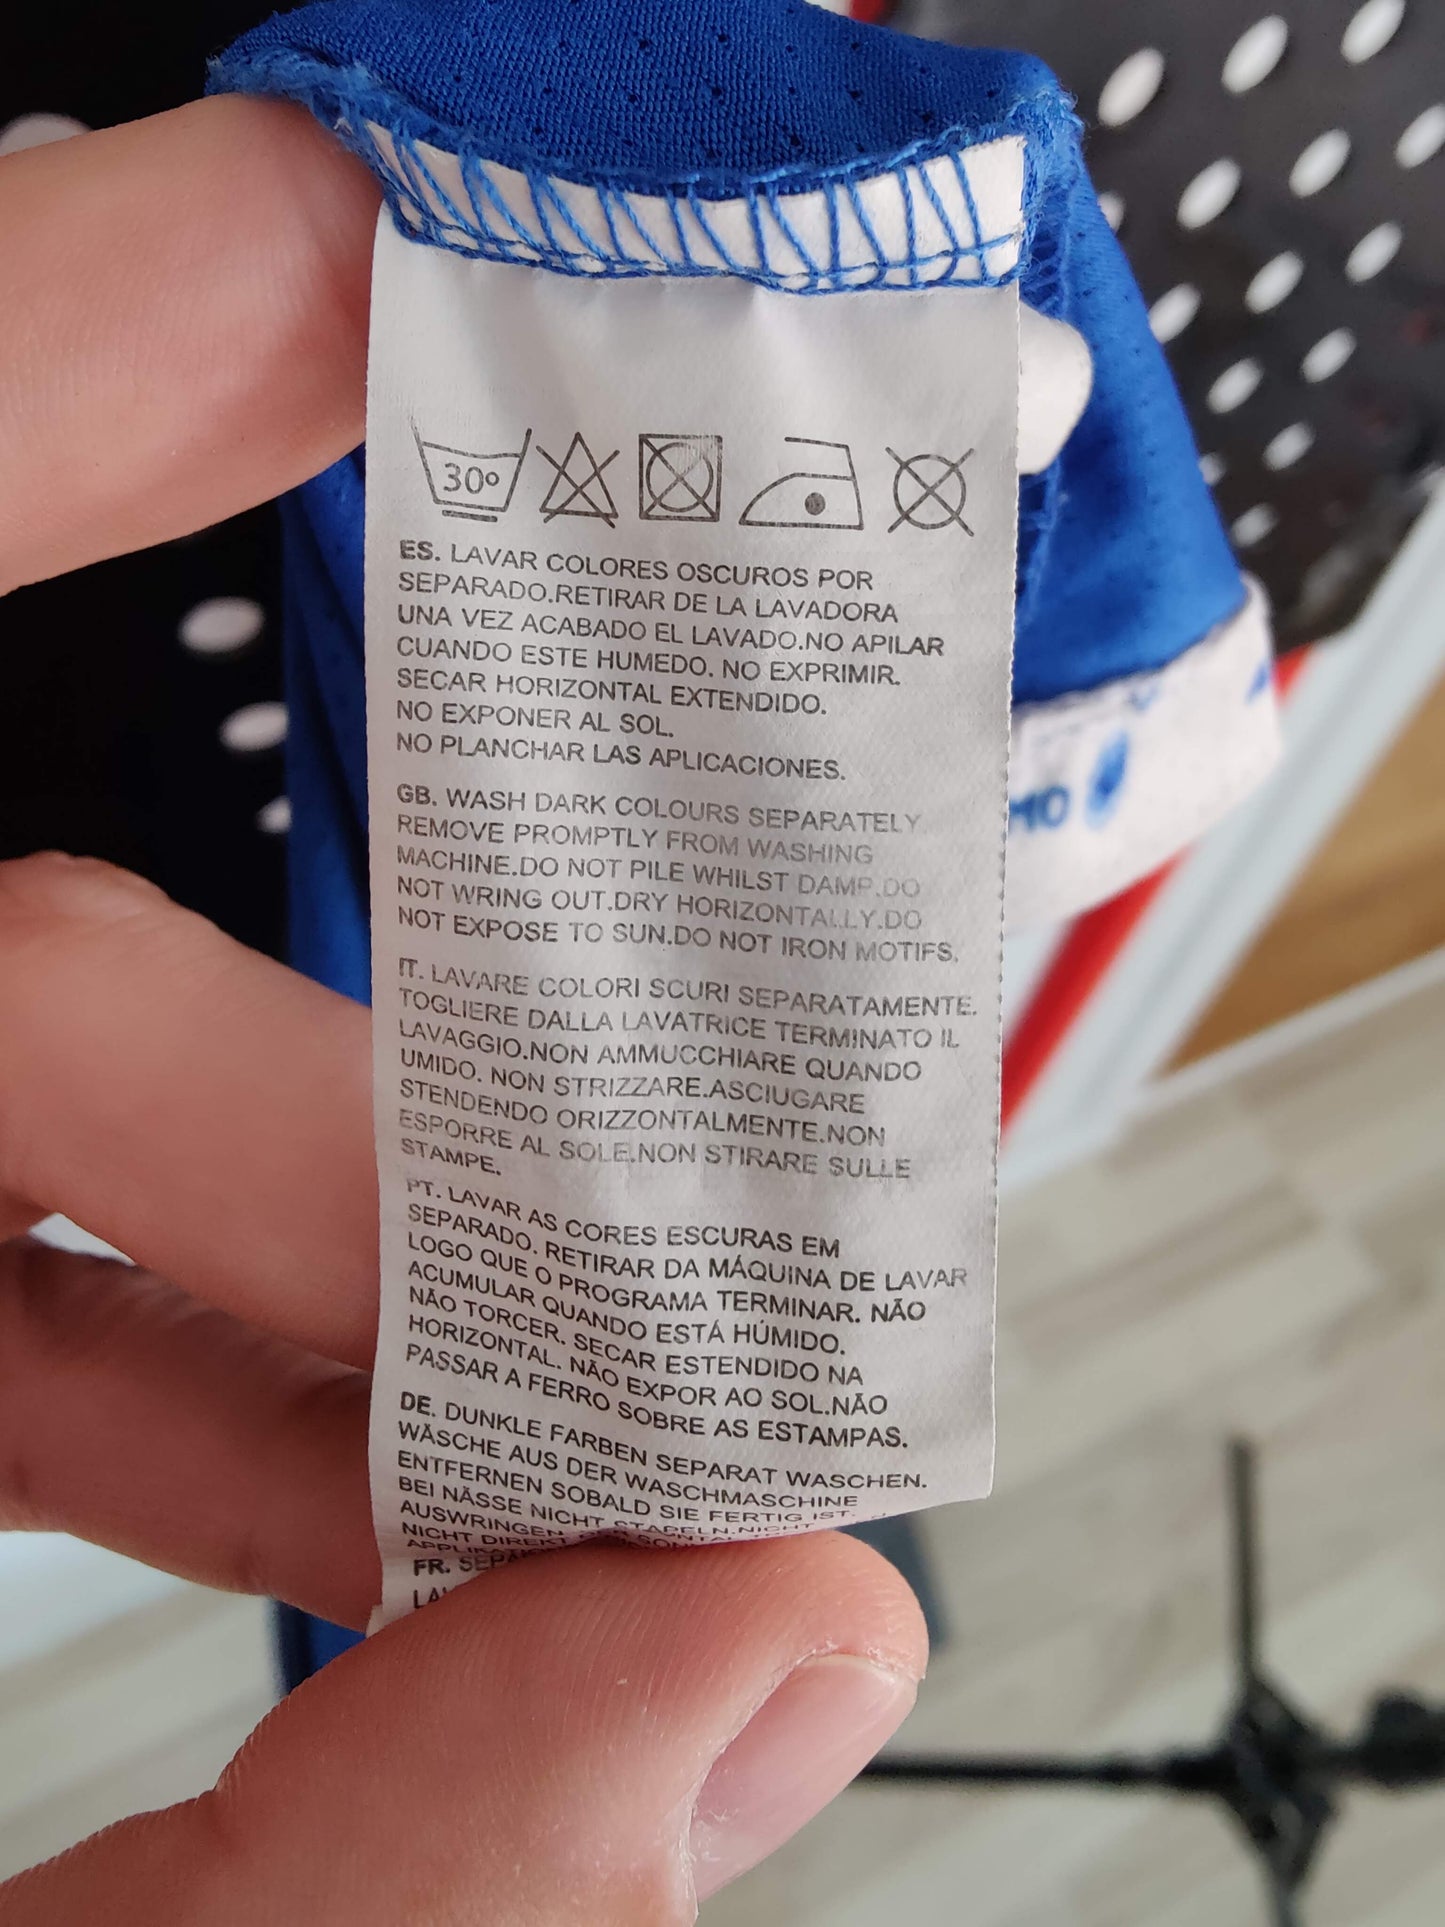 30º
ES. LAVAR COLORES OSCUROS POR
SEPARADO.RETIRAR DE LA LAVADORA
UNA VEZ ACABADO EL LAVADO.NO APILAR
CUANDO ESTE HUMEDO. NO EXPRIMIR.
SECAR HORIZONTAL EXTENDIDO.
NO EXPONER AL SOL.
NO PLANCHAR LAS APLICACIONES.
GB. WASH DARK COLOURS SEPARATELY
REMOVE PROMPTLY FROM WASHING
MACHINE.DO NOT PILE WHILST DAMP.DO
NOT WRING OUT.DRY HORIZONTALLY.DO
NOT EXPOSE TO SUN.DO NOT IRON MOTIFS.
IT. LAVARE COLORI SCURI SEPARATAMENTE.
TOGLIERE DALLA LAVATRICE TERMINATO IL
LAVAGGIO.NON AMMUCCHIARE QUANDO
UMIDO. NON STRIZZARE.ASCIUGARE
STENDENDO ORIZZONTALMENTE.NON
ESPORRE AL SOLE.NON STIRARE SULLE
STAMPE.
PT. LAVAR AS CORES ESCURAS EM
SEPARADO. RETIRAR DA MÁQUINA DE LAVAR
LOGO QUE O PROGRAMA TERMINAR. NÃO
ACUMULAR QUANDO ESTÁ HÚMIDO.
NÃO TORCER. SECAR ESTENDIDO NA
HORIZONTAL. NÃO EXPOR AO SOL.NÃO
PASSAR A FERRO SOBRE AS ESTAMPAS.
DE. DUNKLE FARBEN SEPARAT WASCHEN.
WÄSCHE AUS DER WASCHMASCHINE
ENTFERNEN SOBALD SIE FERTIG IST.
BEI NÄSSE NICHT STAPELN.NICHT
AUSWRINGEN
NICHT DIREKT
FR.